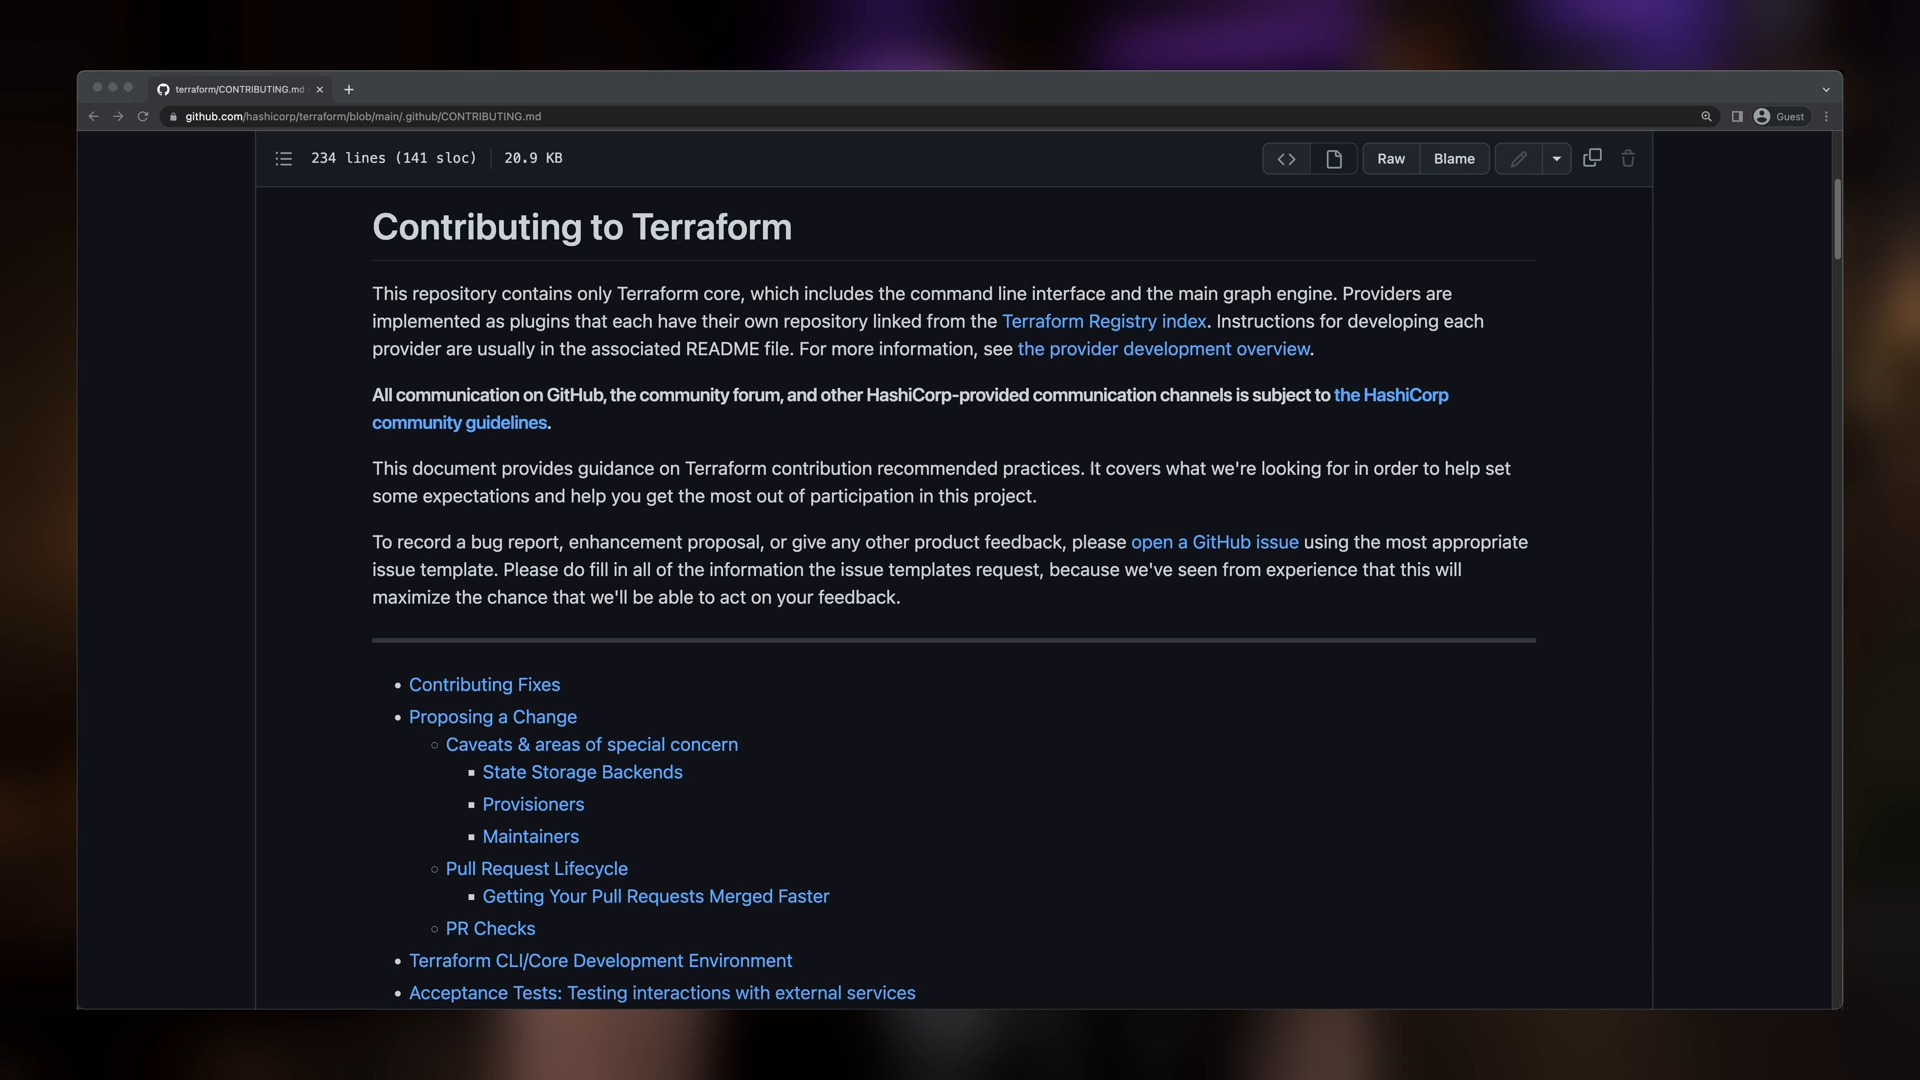 terraform/CONTRIBUTING.md
github.com/hashicorp/terraform/blob/main/.github/CONTRIBUTING.md
Guest
234 lines (141 sloc) 20.9 KB
Raw Blame
Contributing to Terraform
This repository contains only Terraform core, which includes the command line interface and the main graph engine. Providers are
implemented as plugins that each have their own repository linked from the Terraform Registry index. Instructions for developing each
provider are usually in the associated README file. For more information, see the provider development overview.
All communication on GitHub, the community forum, and other HashiCorp-provided communication channels is subject to the HashiCorp
community guidelines.
This document provides guidance on Terraform contribution recommended practices. It covers what we're looking for in order to help set
some expectations and help you get the most out of participation in this project.
To record a bug report, enhancement proposal, or give any other product feedback, please open a GitHub issue using the most appropriate
issue template. Please do fill in all of the information the issue templates request, because we've seen from experience that this will
maximize the chance that we'll be able to act on your feedback.
Contributing Fixes
Proposing a Change
Caveats & areas of special concern
State Storage Backends
Provisioners
Maintainers
Pull Request Lifecycle
Getting Your Pull Requests Merged Faster
PR Checks
Terraform CLI/Core Development Environment
Acceptance Tests: Testing interactions with external services